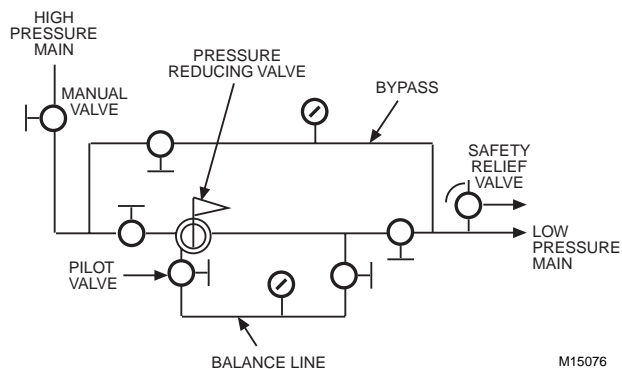 HIGH
PRESSURE
MAIN
PRESSURE
REDUCING VALVE
MANUAL
VALVE
BYPASS
SAFETY
RELIEF
VALVE
LOW
PRESSURE
MAIN
PILOT
VALVE
BALANCE LINE
M15076